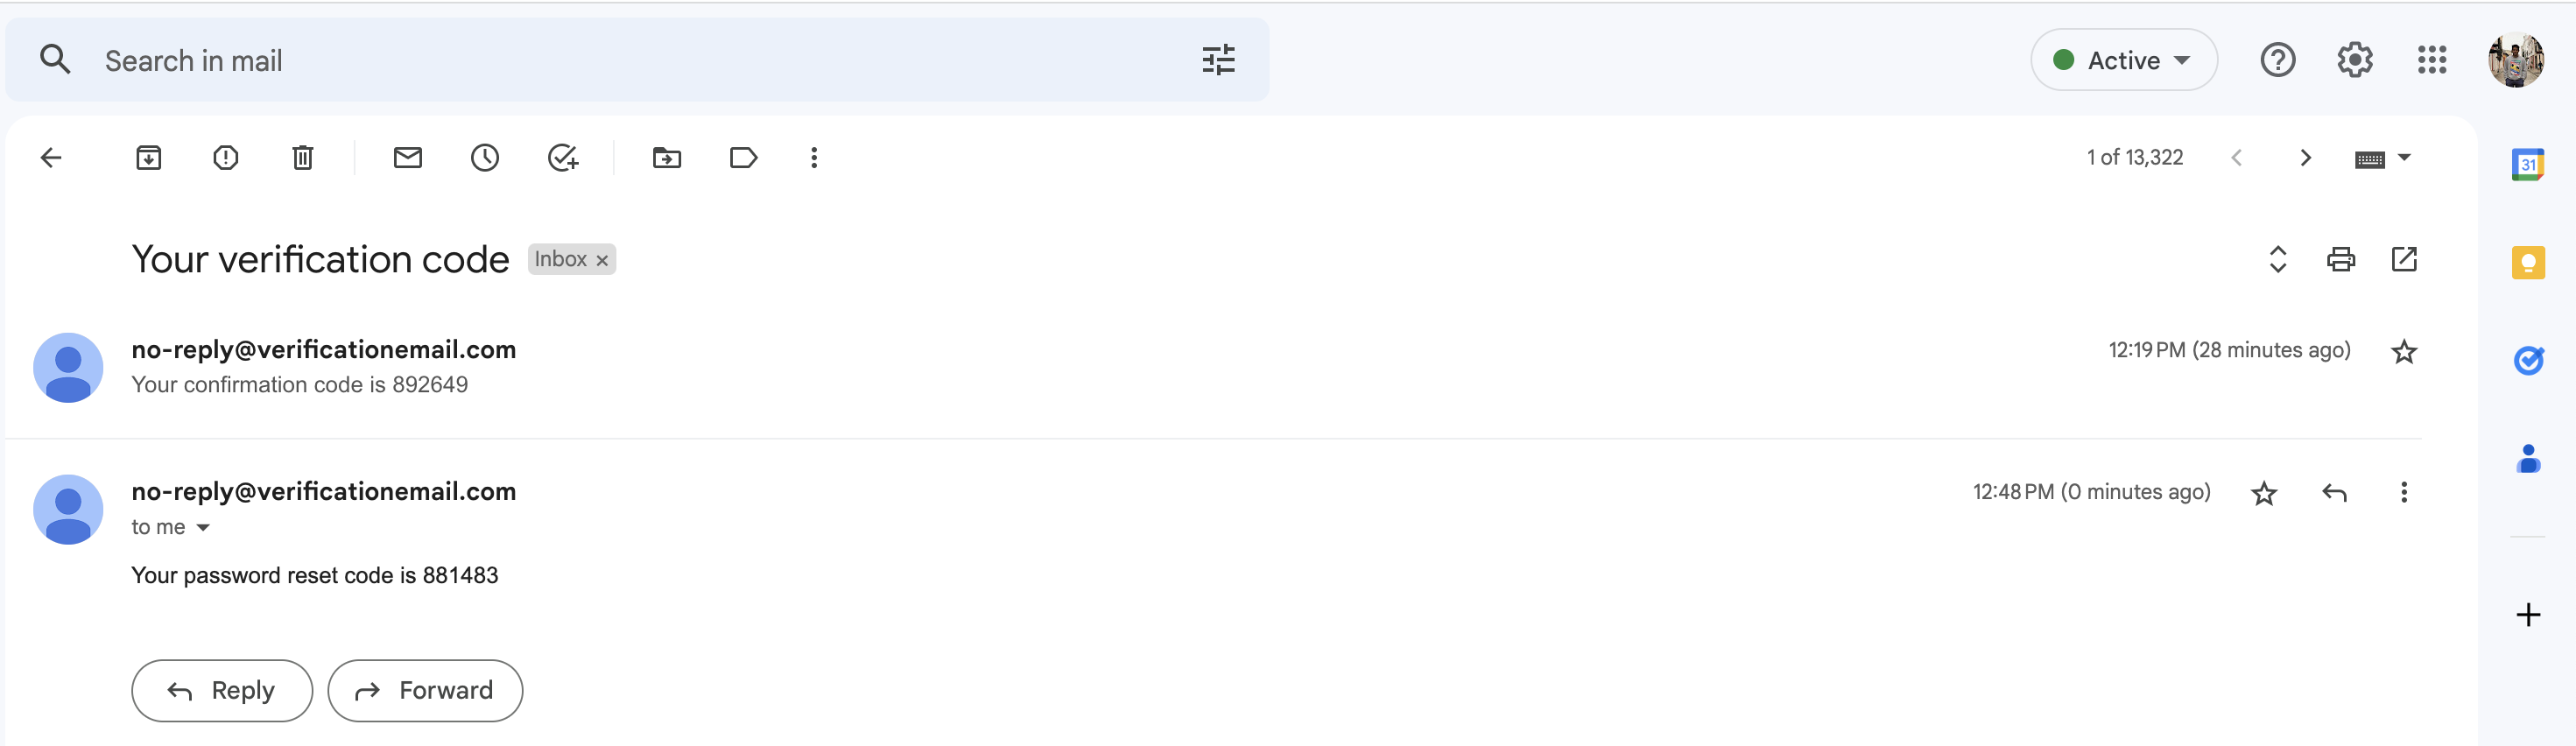 Search in mail
Active
1 of 13,322
31
Your verification code Inbox x
no-reply@verificationemail.com 12:19 PM (28 minutes ago)
Your confirmation code is 892649
no-reply@verificationemail.com 12:48 PM (0 minutes ago)
to me
Your password reset code is 881483
Reply Forward